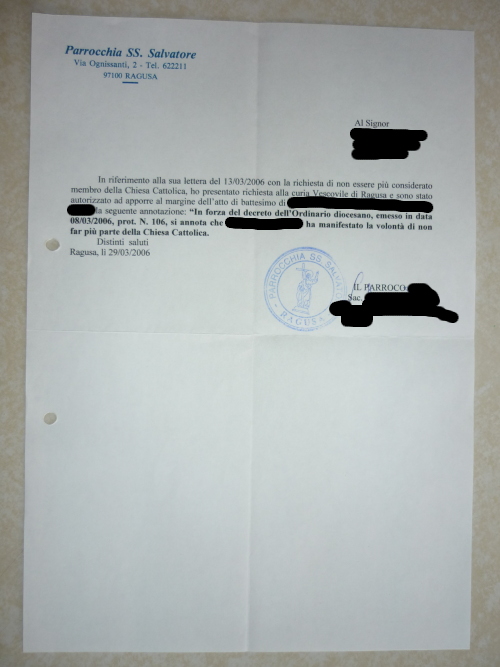 Parrocchia SS. Salvatore
Via Ognissanti, 2 - Tel. 622211
97100 RAGUSA
Al Signor
In riferimento alla sua lettera del 13/03/2006 con la richiesta di non essere più considerato
membro della Chiesa Cattolica, ho presentato richiesta alla curia Vescovile di Ragusa e sono stato
autorizzato ad apporre al margine dell'atto di battesimo di
la seguente annotazione: "In forza del decreto dell'Ordinario diocesano, emesso in data
08/03/2006, prot. N. 106, si annota che ha manifestato la volontà di non
far più parte della Chiesa Cattolica.
Distinti saluti
Ragusa, lì 29/03/2006
PARROCCHIA SS. SALVAT
RAGUSA
IL PARROCO
Sac.